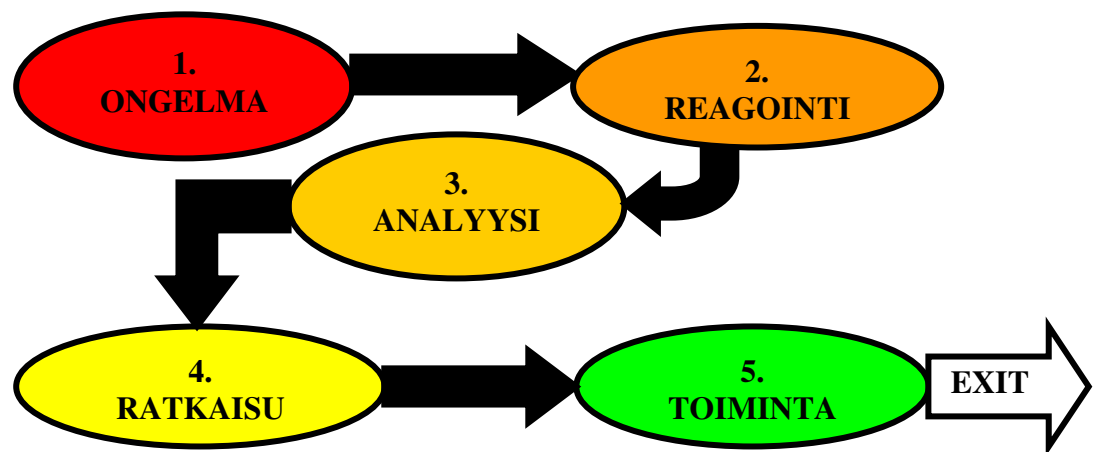 1.
ONGELMA
2.
REAGOINTI
3.
ANALYYSI
4.
RATKAISU
5.
TOIMINTA
EXIT